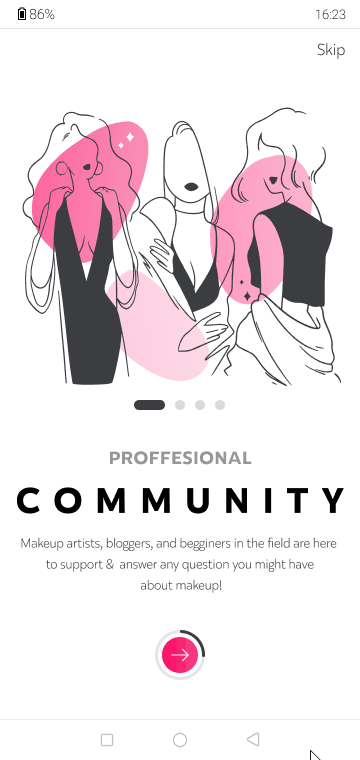 86%
16:23
Skip
PROFFESIONAL
COMMUNITY
Makeup artists, bloggers, and begginers in the field are here
to support & answer any question you might have
about makeup!